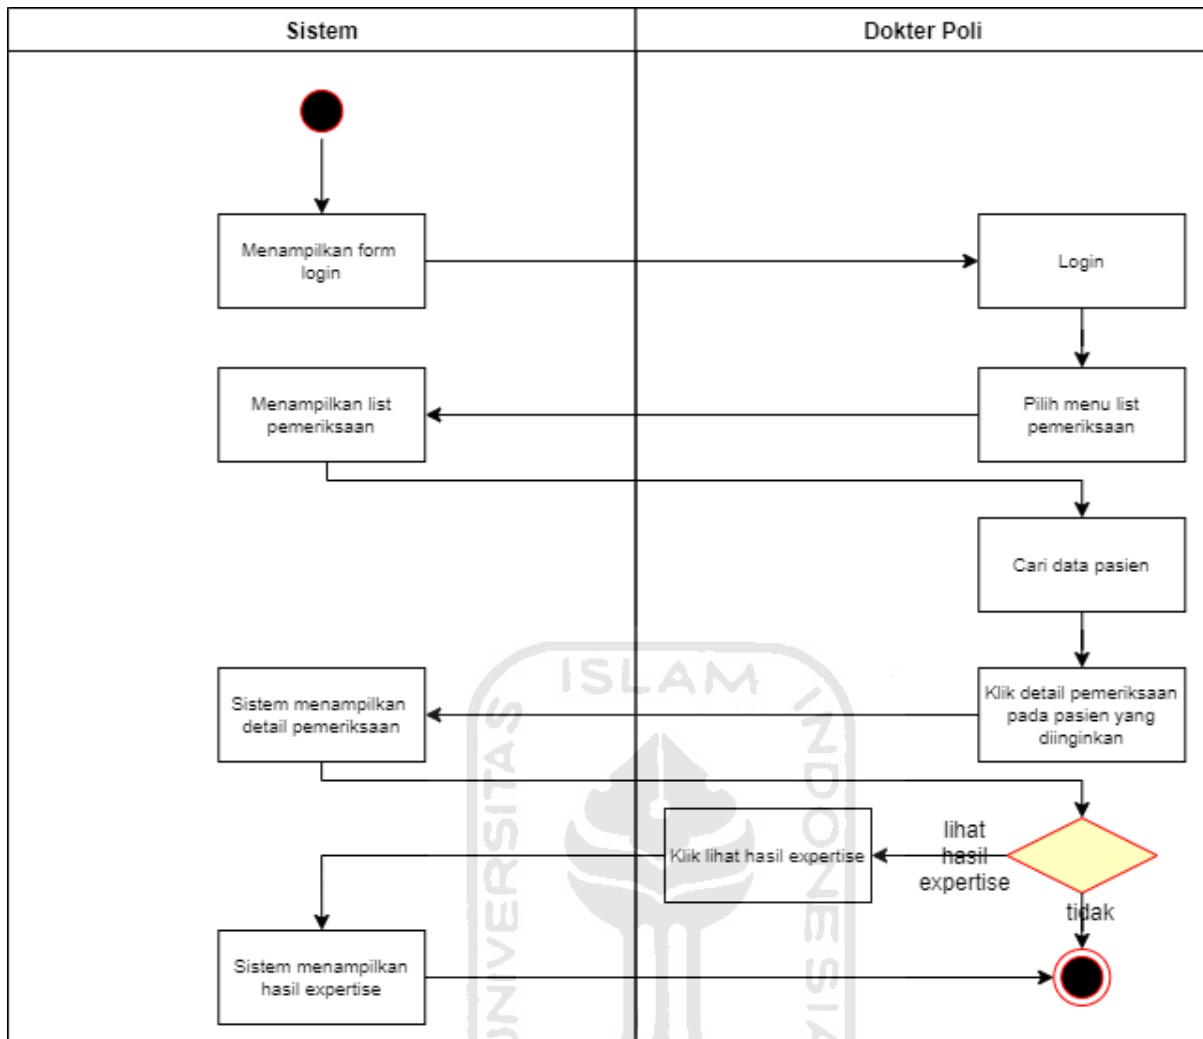 Sistem
Dokter Poli
Menampilkan form
login
Login
Menampilkan list
pemeriksaan
Pilih menu list
pemeriksaan
Cari data pasien
Sistem menampilkan
detail pemeriksaan
Klik detail pemeriksaan
pada pasien yang
diinginkan
Klik lihat hasil expertise
lihat
hasil
expertise
tidak
Sistem menampilkan
hasil expertise
UNIVERSITAS
ISLAM
INDONESIA